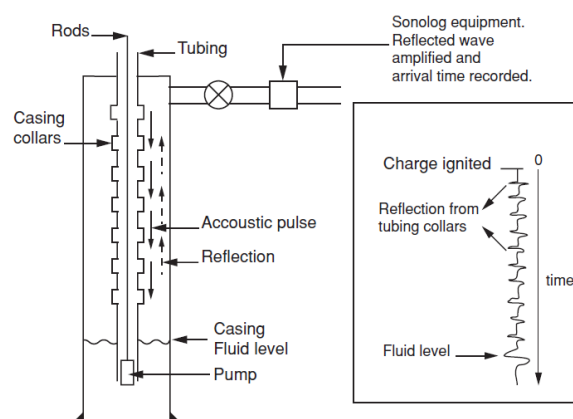 Rods
Tubing
Sonolog equipment.
Reflected wave
amplified and
arrival time recorded.
Casing
collars
Accoustic pulse
Reflection
Casing
Fluid level
Pump
Charge ignited
0
Reflection from
tubing collars
time
Fluid level